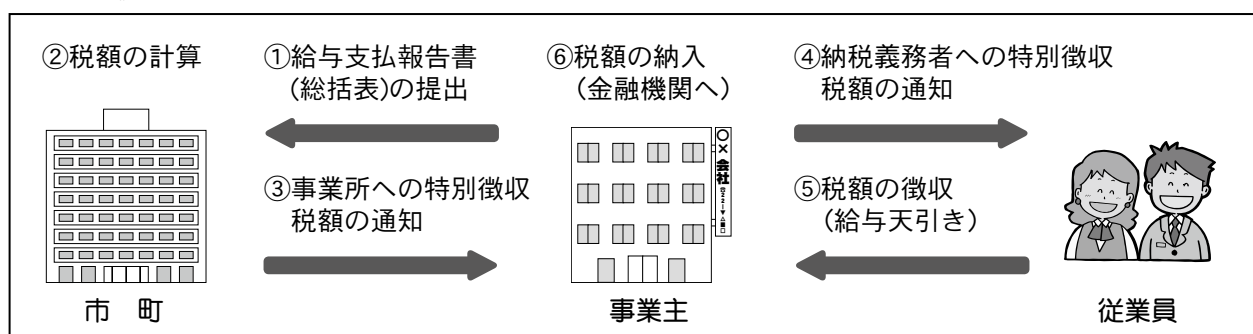 ②税額の計算
①給与支払報告書
(総括表)の提出
⑥税額の納入
(金融機関へ)
④納税義務者への特別徴収
税額の通知
③事業所への特別徴収
税額の通知
⑤税額の徴収
(給与天引き)
○×会社
市 町
事業主
従業員